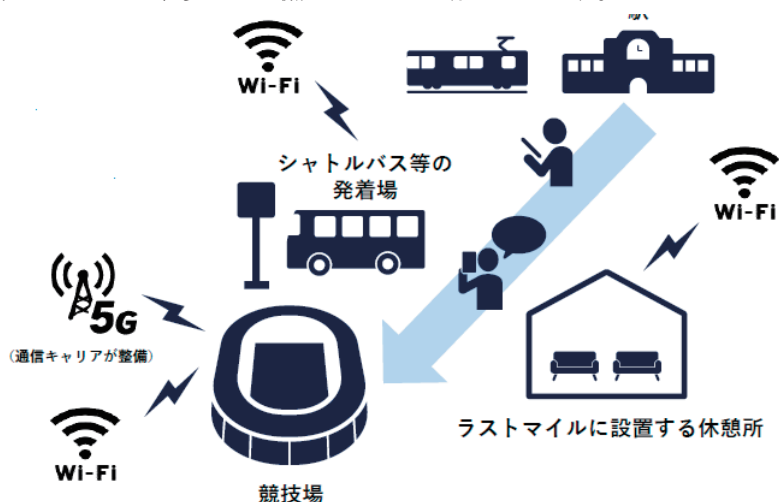 駅
Wi-Fi
シャトルバス等の
発着場
Wi-Fi
5G
（通信キャリアが整備）
ラストマイルに設置する休憩所
Wi-Fi
競技場